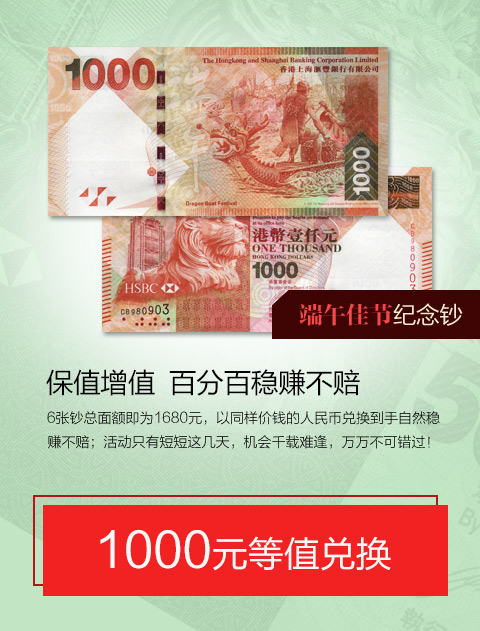 1000
The Hongkong and Shanghai Banking Corporation Limited
香港上海滙豐銀行有限公司
1000
Dragon Boat Festival
港幣壹仟元
ONE THOUSAND
HONG KONG DOLLARS
1000
HSBC
CB980903
CB980903
端午佳节纪念钞
保值增值 百分百稳赚不赔
6张钞总面额即为1680元，以同样价钱的人民币兑换到手自然稳
赚不赔；活动只有短短这几天，机会千载难逢，万万不可错过！
1000元等值兑换